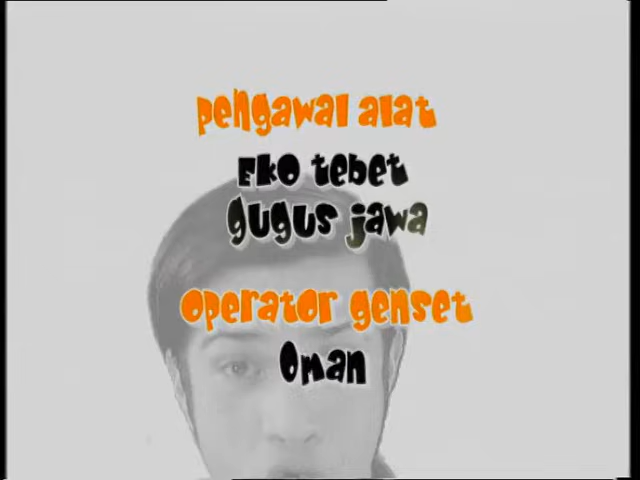 pengawal alat
Eko tebet
gugus jawa
operator genset
Oman